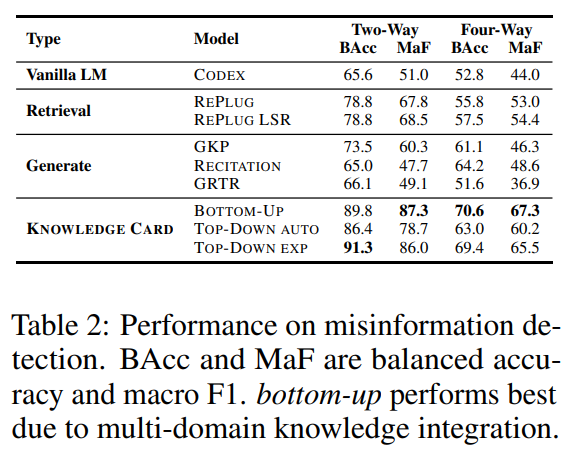 Type Model Two-Way Four-Way
BAcc MaF BAcc MaF
Vanilla LM CODEX 65.6 51.0 52.8 44.0
Retrieval
REPLUG 78.8 67.8 55.8 53.0
REPLUG LSR 78.8 68.5 57.5 54.4
Generate
GKP 73.5 60.3 61.1 46.3
RECITATION 65.0 47.7 64.2 48.6
GRTR 66.1 49.1 51.6 36.9
KNOWLEDGE CARD
BOTTOM-UP 89.8 87.3 70.6 67.3
TOP-DOWN AUTO 86.4 78.7 63.0 60.2
TOP-DOWN EXP 91.3 86.0 69.4 65.5
Table 2: Performance on misinformation de-
tection. BAcc and MaF are balanced accu-
racy and macro F1. bottom-up performs best
due to multi-domain knowledge integration.